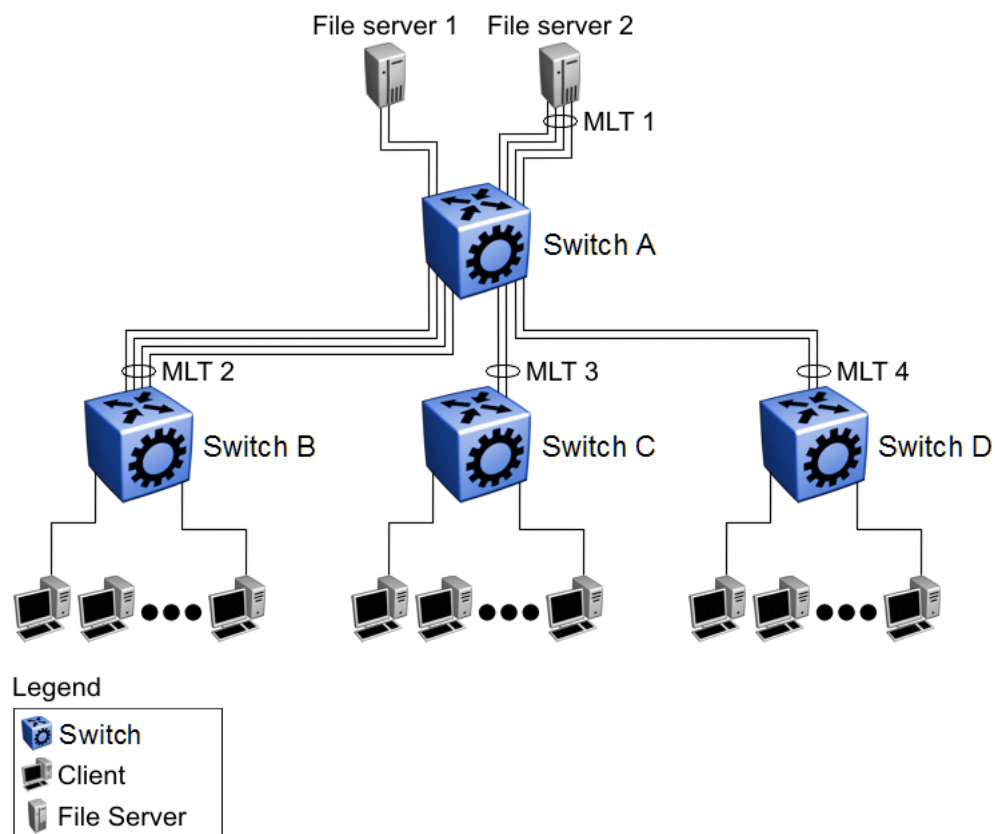 File server 1
File server 2
MLT 1
Switch A
MLT 2
MLT 3
MLT 4
Switch B
Switch C
Switch D
Legend
Switch
Client
File Server